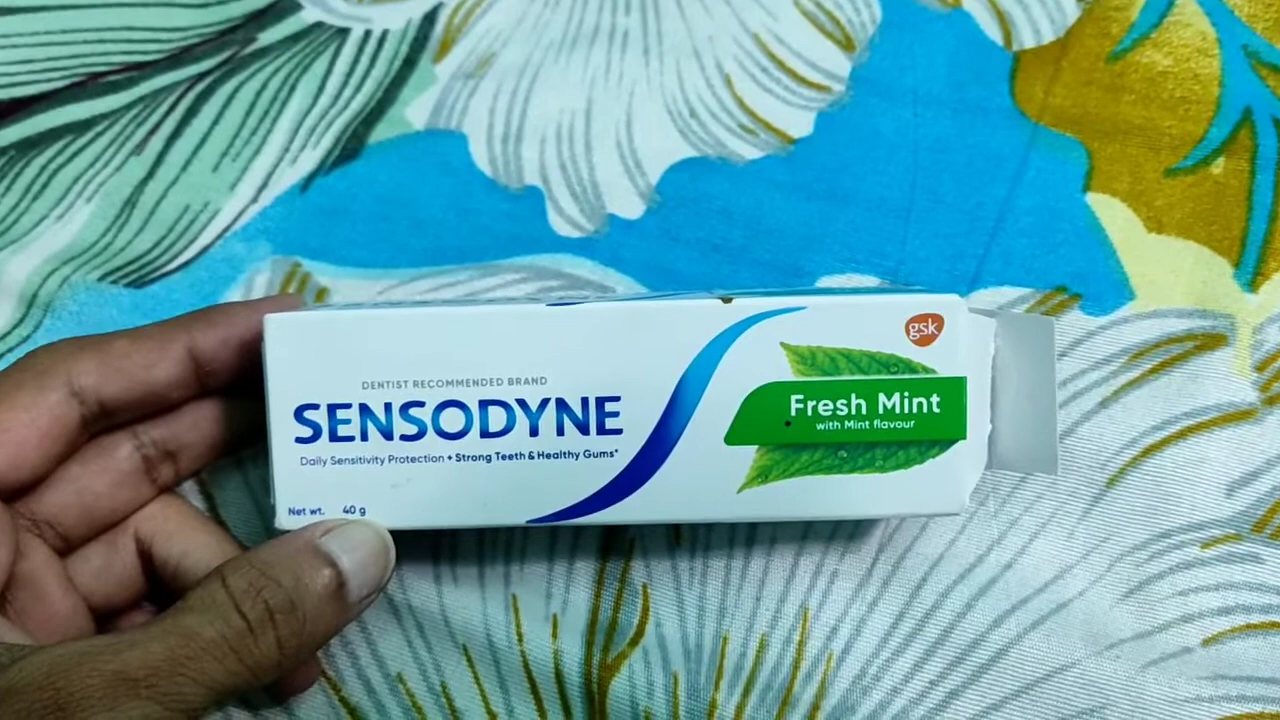 DENTIST RECOMMENDED BRAND
SENSODYNE
Daily Sensitivity Protection + Strong Teeth & Healthy Gums*
Net wt. 40 g
gsk
Fresh Mint
with Mint flavour